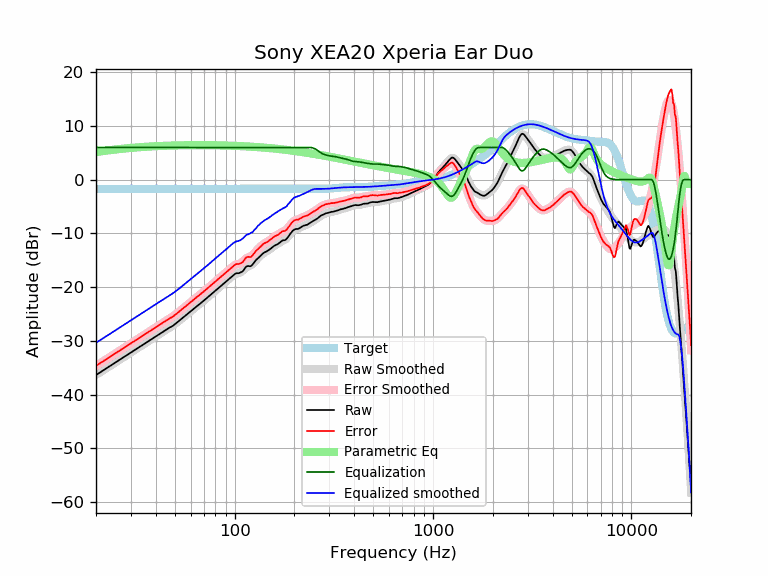 Sony XEA20 Xperia Ear Duo
20
10
0
−10
−20
−30
−40
−50
−60
Amplitude (dBr)
Target
Raw Smoothed
Error Smoothed
Raw
Error
Parametric Eq
Equalization
Equalized smoothed
100 1000 10000
Frequency (Hz)